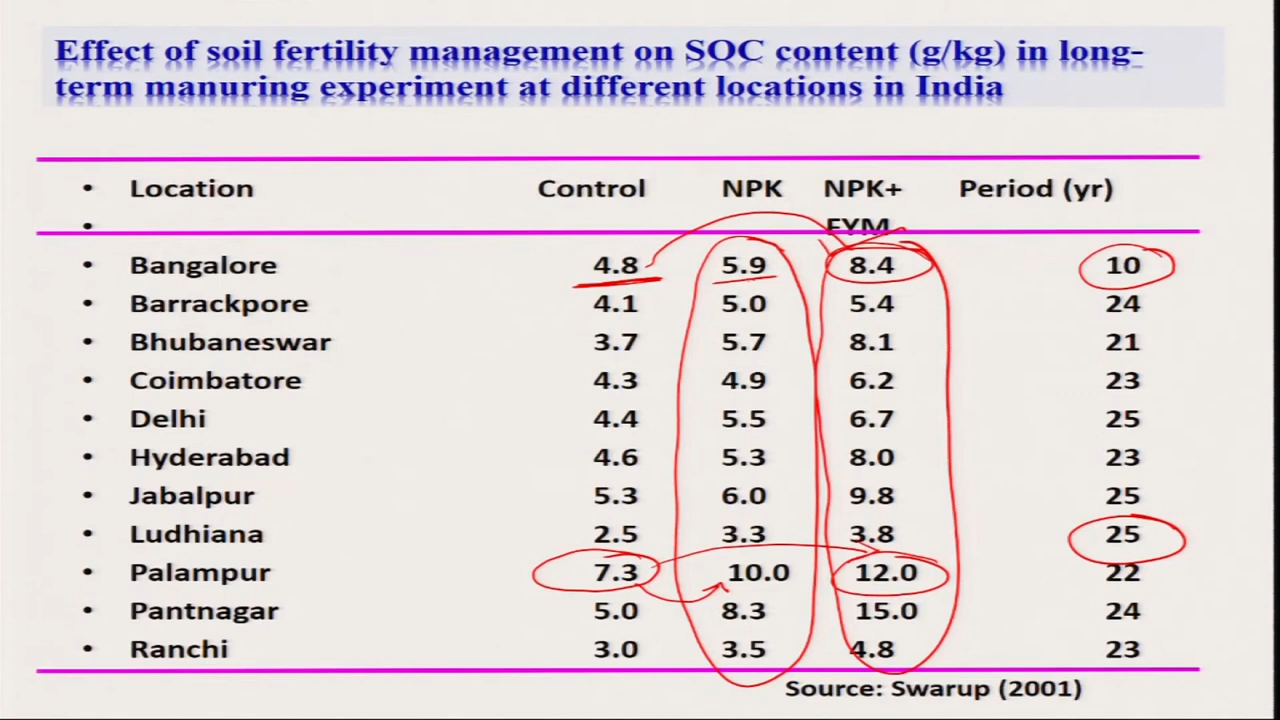 Effect of soil fertility management on SOC content (g/kg) in long-
term manuring experiment at different locations in India
• Location Control NPK NPK+ Period (yr)
• FYM
• Bangalore 4.8 5.9 8.4 10
• Barrackpore 4.1 5.0 5.4 24
• Bhubaneswar 3.7 5.7 8.1 21
• Coimbatore 4.3 4.9 6.2 23
• Delhi 4.4 5.5 6.7 25
• Hyderabad 4.6 5.3 8.0 23
• Jabalpur 5.3 6.0 9.8 25
• Ludhiana 2.5 3.3 3.8 25
• Palampur 7.3 10.0 12.0 22
• Pantnagar 5.0 8.3 15.0 24
• Ranchi 3.0 3.5 4.8 23
Source: Swarup (2001)